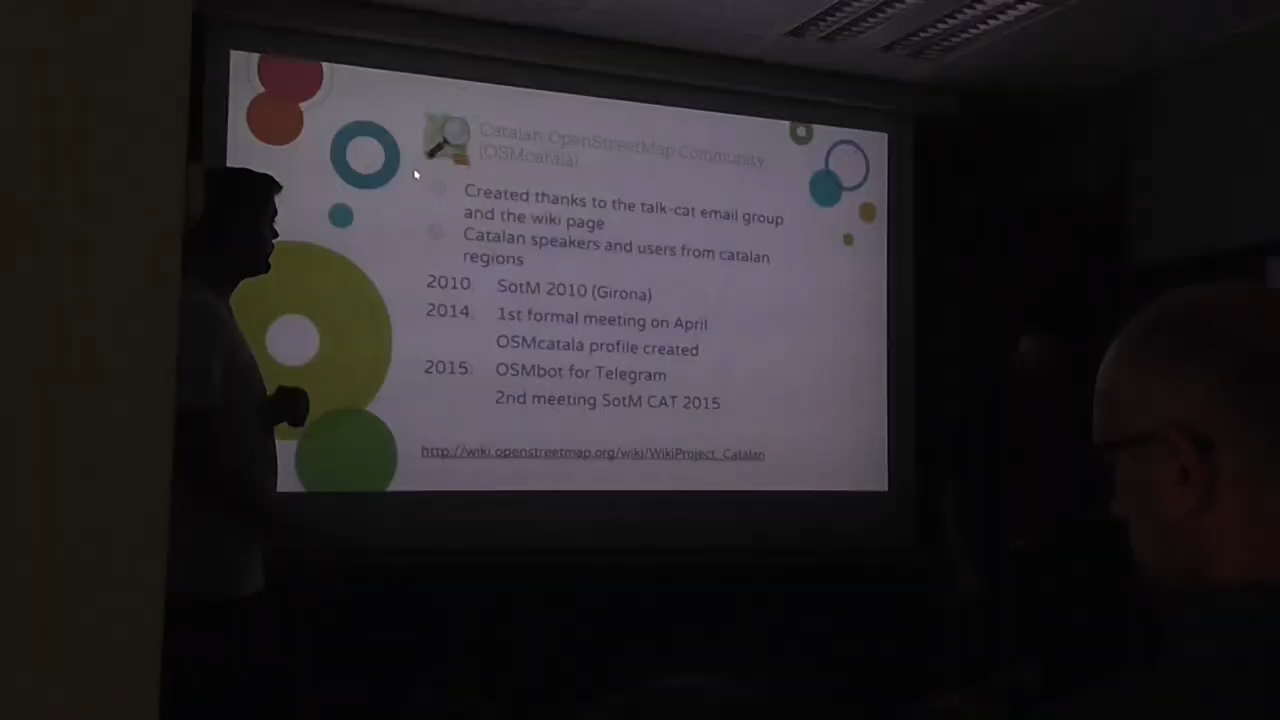 Catalan OpenStreetMap Community
(OSMcatala)
Created thanks to the talk-cat email group
and the wiki page
Catalan speakers and users from catalan
regions
2010: SotM 2010 (Girona)
2014: 1st formal meeting on April
OSMcatala profile created
2015: OSMbot for Telegram
2nd meeting SotM CAT 2015
http://wiki.openstreetmap.org/wiki/WikiProject_Catalan